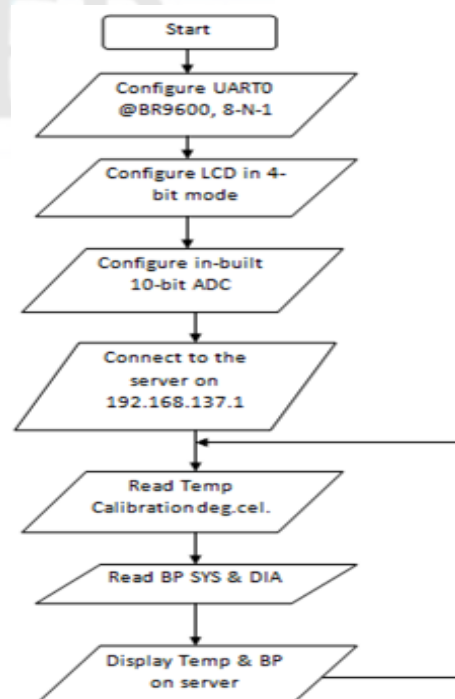 Start
Configure UART0
@BR9600, 8-N-1
Configure LCD in 4-
bit mode
Configure in-built
10-bit ADC
Connect to the
server on
192.168.137.1
Read Temp
Calibration deg.cel.
Read BP SYS & DIA
Display Temp & BP
on server